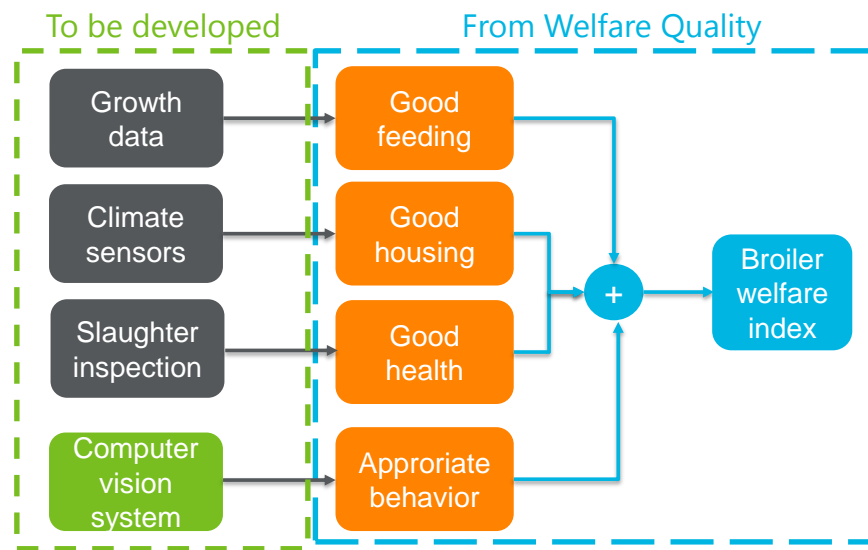 To be developed
From Welfare Quality
Growth
data
Good
feeding
Climate
sensors
Good
housing
+
Broiler
welfare
index
Slaughter
inspection
Good
health
Computer
vision
system
Approriate
behavior